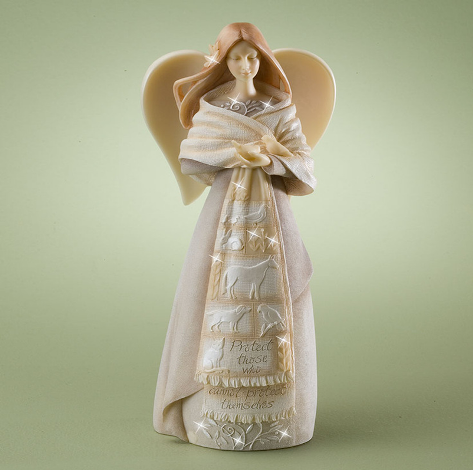 Protect
those
who
cannot protect
themselves